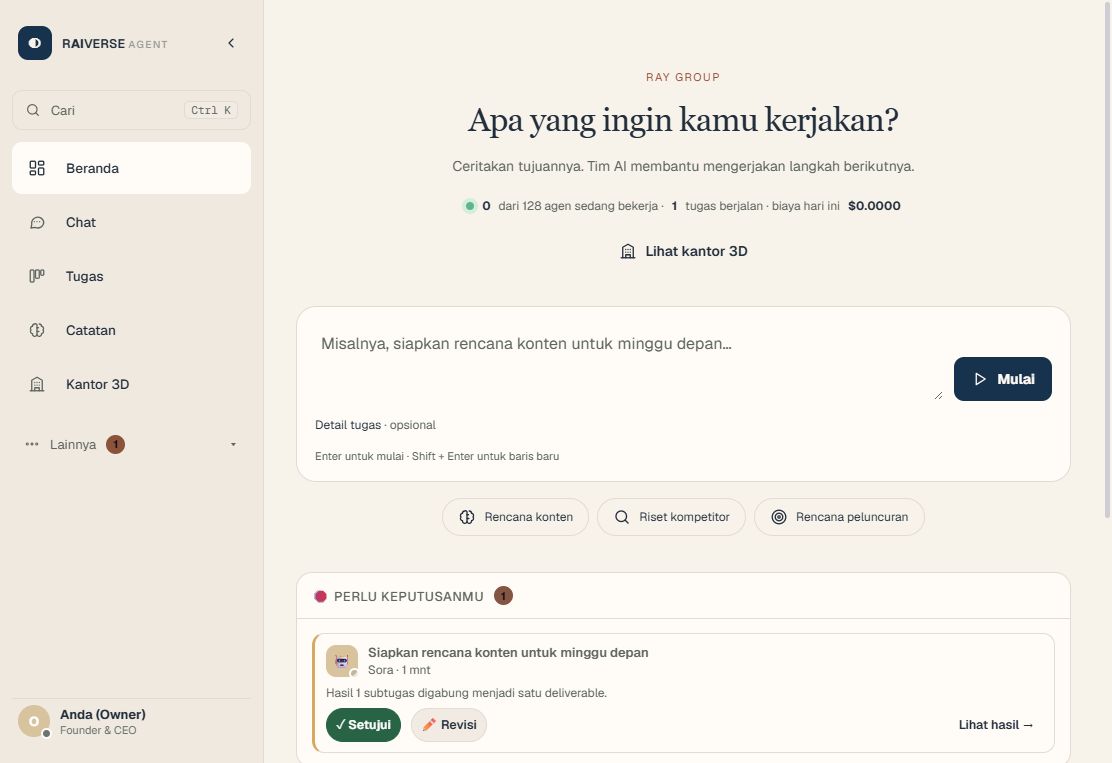 RAIVERSE AGENT
Cari
Ctrl K
Beranda
Chat
Tugas
Catatan
Kantor 3D
Lainnya 1
O
Anda (Owner)
Founder & CEO
RAY GROUP
Apa yang ingin kamu kerjakan?
Ceritakan tujuannya. Tim AI membantu mengerjakan langkah berikutnya.
0 dari 128 agen sedang bekerja · 1 tugas berjalan · biaya hari ini $0.0000
Lihat kantor 3D
Misalnya, siapkan rencana konten untuk minggu depan...
Mulai
Detail tugas · opsional
Enter untuk mulai · Shift + Enter untuk baris baru
Rencana konten
Riset kompetitor
Rencana peluncuran
PERLU KEPUTUSANMU 1
Siapkan rencana konten untuk minggu depan
Sora · 1 mnt
Hasil 1 subtugas digabung menjadi satu deliverable.
✓ Setujui
Revisi
Lihat hasil →